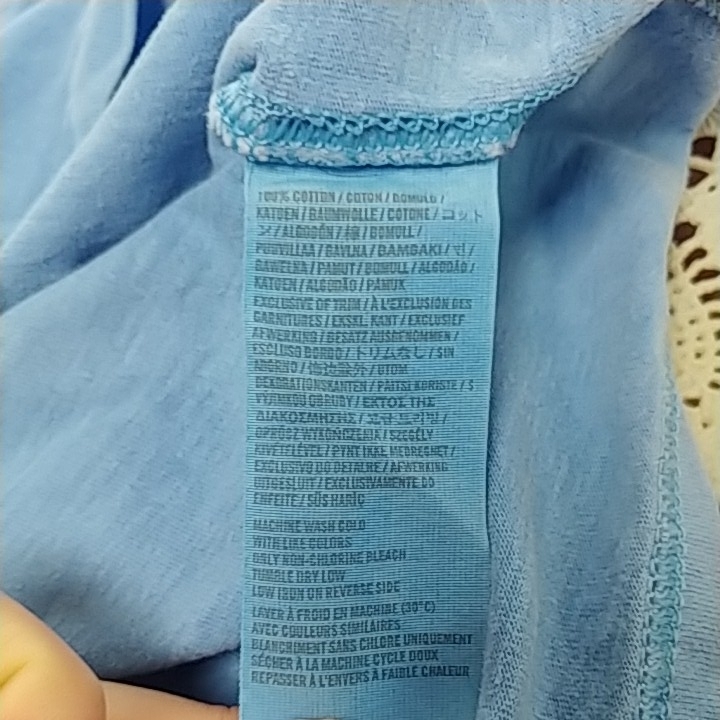 100% COTTON / COTON / BOMULD /
KATOEN / BAUMWOLLE / COTONE / コット
ン / ALGODÓN / 棉 / BOMULL /
PUUVILLAA / BAVLNA / BAMBAKI / 면 /
BAWEŁNA / PAMUT / BOMULL / ALGODÃO /
KATOEN / ALGODÃO / PAMUK
EXCLUSIVE OF TRIM / À L'EXCLUSION DES
GARNITURES / EKSKL. KANT / EXCLUSIEF
AFWERKING / BESATZ AUSGENOMMEN /
ESCLUSO BORDO / トリムなし / SIN
ADORNO / UTOM
DEKORATIONSKANTEN / PAITSI KORISTE / S
VÝJIMKOU OBRUBY / ΕΚΤΟΣ ΤΗΣ
ΔΙΑΚΟΣΜΗΣΗΣ /
OPRÓCZ WYKOŃCZENIA / SZEGÉLY
KIVÉTELÉVEL / PYNT IKKE MEDREGNET /
EXCLUSIVO DO DETALHE / AFWERKING
UITGESLUIT / EXCLUSIVAMENTE DO
ENFEITE / SÜS HARİÇ
MACHINE WASH COLD
WITH LIKE COLORS
ONLY NON-CHLORINE BLEACH
TUMBLE DRY LOW
LOW IRON ON REVERSE SIDE
LAVER À FROID EN MACHINE (30°C)
AVEC COULEURS SIMILAIRES
BLANCHIMENT SANS CHLORE UNIQUEMENT
SÉCHER À LA MACHINE CYCLE DOUX
REPASSER À L'ENVERS À FAIBLE CHALEUR